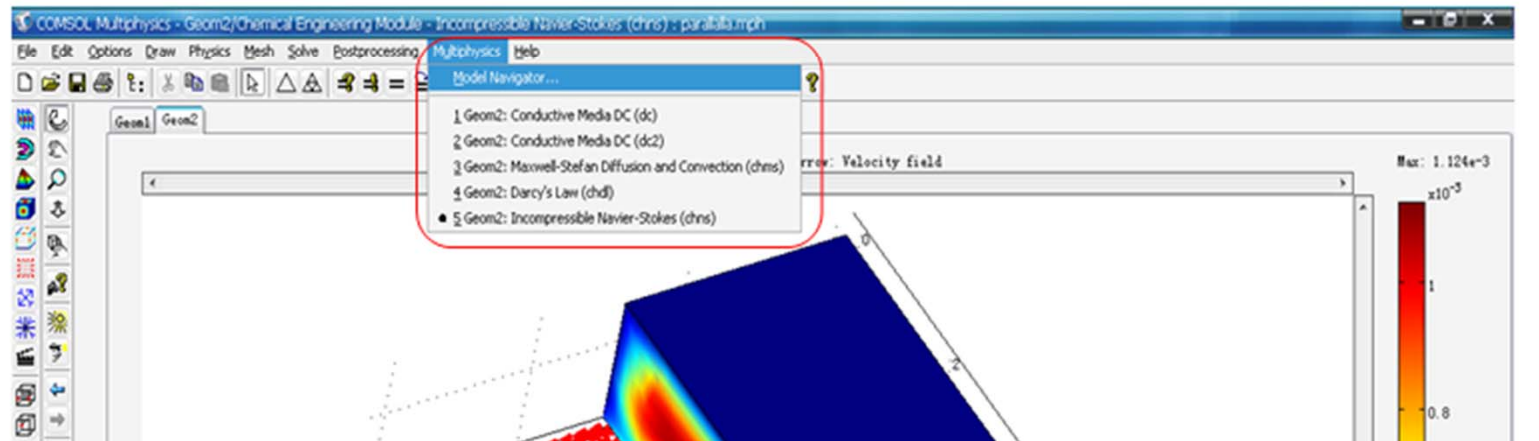 COMSOL Multiphysics - Geom2/Chemical Engineering Module - Incompressible Navier-Stokes (chns) : parallalla.mph
File Edit Options Draw Physics Mesh Solve Postprocessing Multiphysics Help
Model Navigator...
Geom1 Geom2
1 Geom2: Conductive Media DC (dc)
2 Geom2: Conductive Media DC (dc2)
3 Geom2: Maxwell-Stefan Diffusion and Convection (chms)
4 Geom2: Darcy's Law (chdl)
5 Geom2: Incompressible Navier-Stokes (chns)
Velocity field
Max: 1.124e-3
x10-3
0
1
-2
0.8